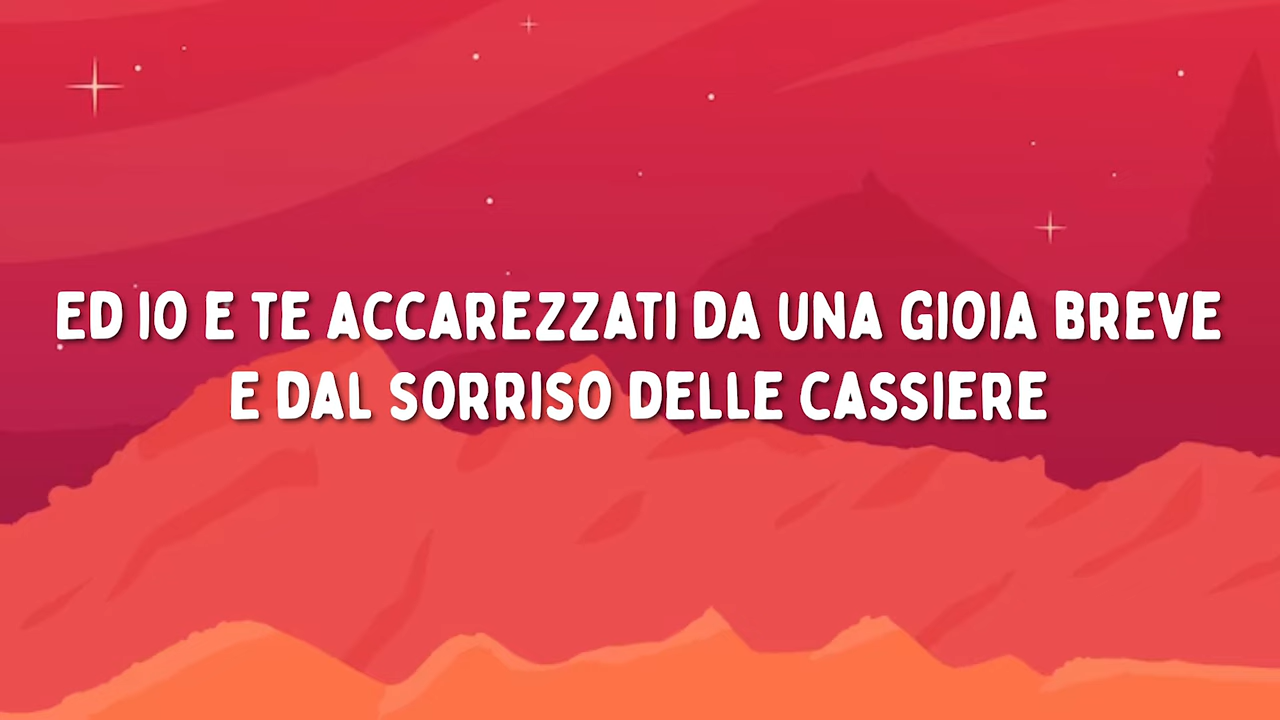 ED IO E TE ACCAREZZATI DA UNA GIOIA BREVE
E DAL SORRISO DELLE CASSIERE